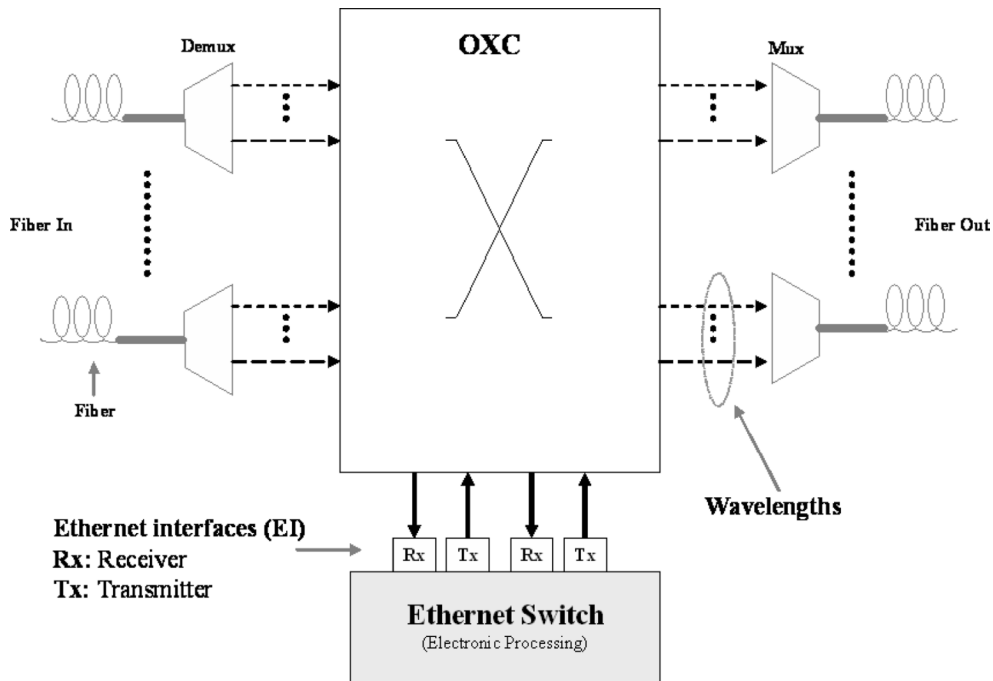 OXC
Demux
Mux
Fiber In
Fiber Out
Fiber
Wavelengths
Ethernet interfaces (EI)
Rx: Receiver
Tx: Transmitter
Rx
Tx
Rx
Tx
Ethernet Switch
(Electronic Processing)